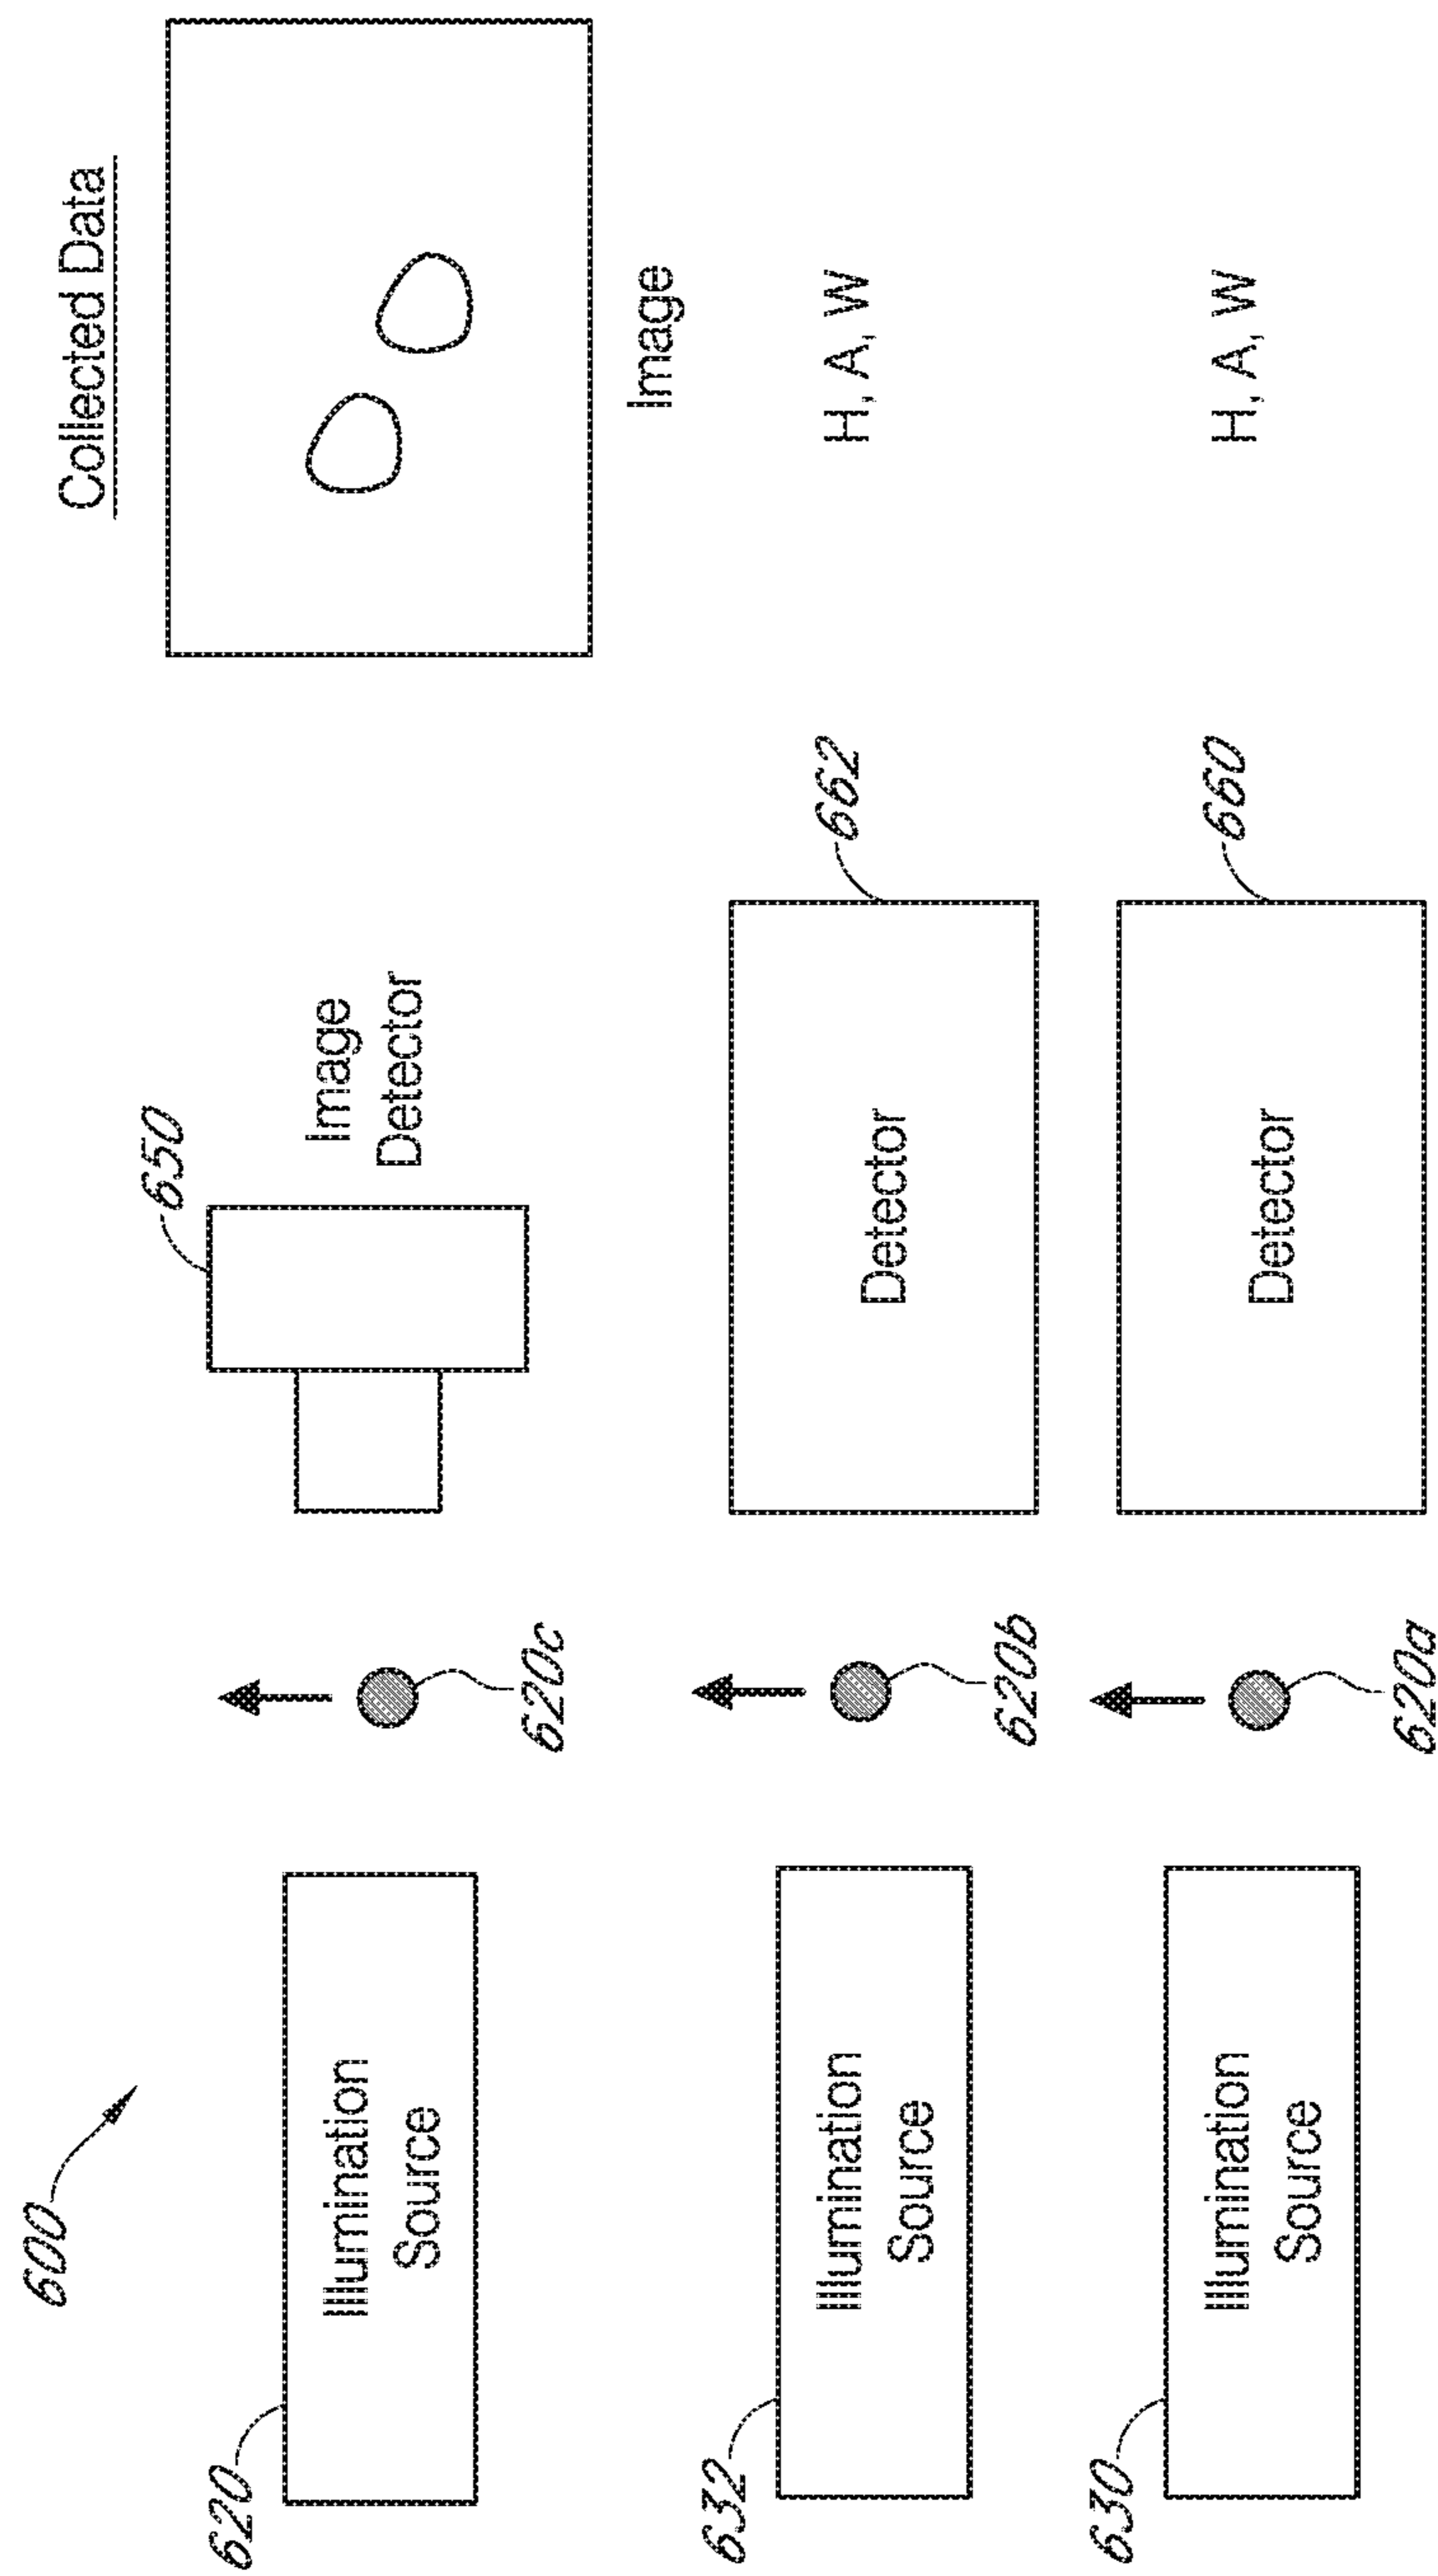 600
Collected Data
620
Illumination
Source
620c
650
Image
Detector
Image
632
Illumination
Source
620b
Detector
662
H, A, W
630
Illumination
Source
620a
Detector
660
H, A, W